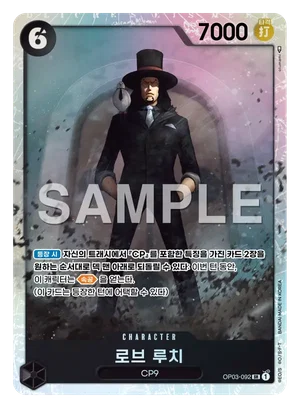 6
7000
타격
打
SAMPLE
등장 시 자신의 트래시에서 「CP」를 포함한 특징을 가진 카드 2장을
원하는 순서대로 덱 맨 아래로 되돌릴 수 있다: 이번 턴 동안,
이 캐릭터는 속공 을 얻는다.
(이 카드는 등장한 턴에 어택할 수 있다)
CHARACTER
로브 루치
CP9
OP03-092 SR 1